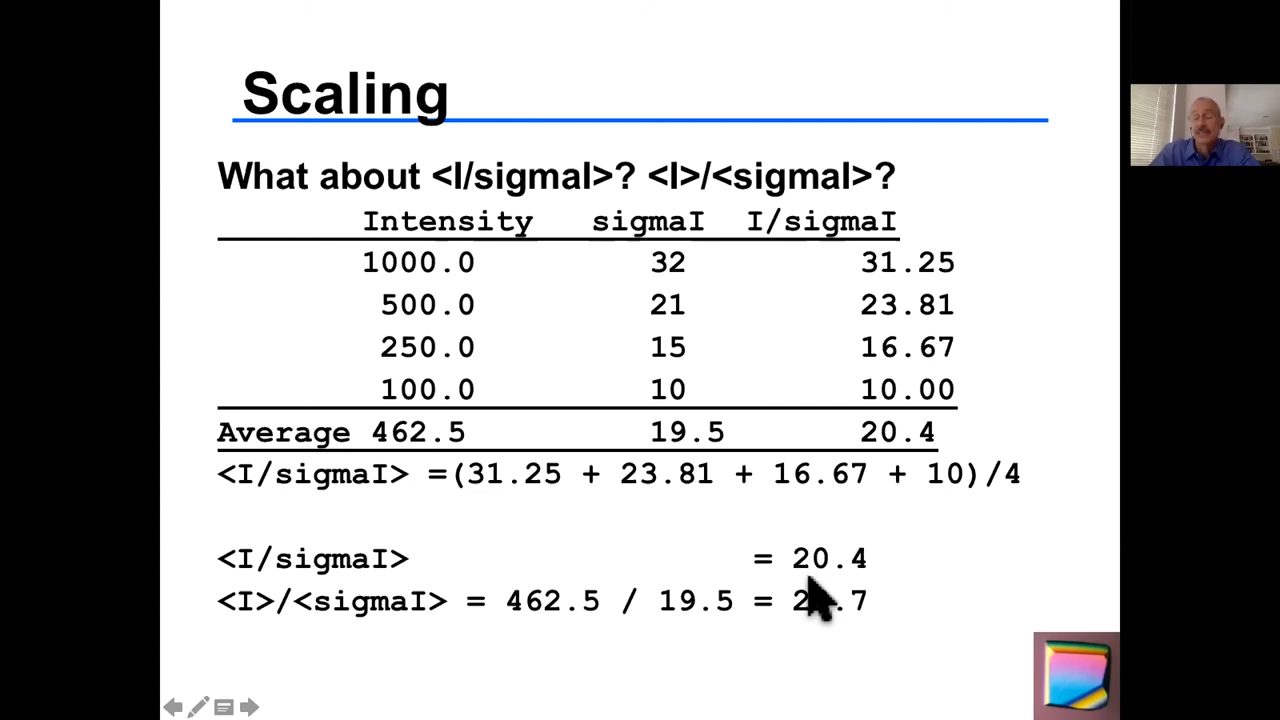 Scaling
What about <I/sigmaI>? <I>/<sigmaI>?
Intensity sigmaI I/sigmaI
1000.0 32 31.25
500.0 21 23.81
250.0 15 16.67
100.0 10 10.00
Average 462.5 19.5 20.4
<I/sigmaI> =(31.25 + 23.81 + 16.67 + 10)/4
<I/sigmaI> = 20.4
<I>/<sigmaI> = 462.5 / 19.5 =